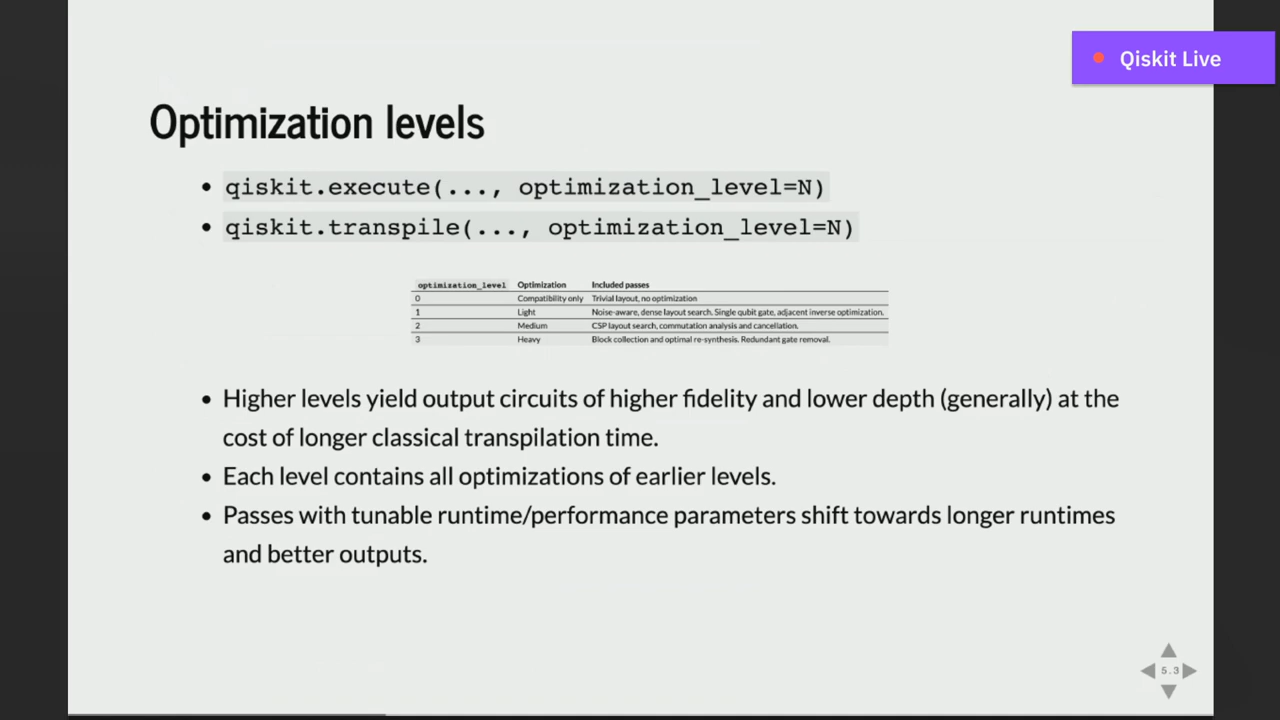 Qiskit Live
Optimization levels
• qiskit.execute(..., optimization_level=N)
• qiskit.transpile(..., optimization_level=N)
optimization_level Optimization Included passes
0 Compatibility only Trivial layout, no optimization
1 Light Noise-aware, dense layout search. Single qubit gate, adjacent inverse optimization.
2 Medium CSP layout search, commutation analysis and cancellation.
3 Heavy Block collection and optimal re-synthesis. Redundant gate removal.
• Higher levels yield output circuits of higher fidelity and lower depth (generally) at the
cost of longer classical transpilation time.
• Each level contains all optimizations of earlier levels.
• Passes with tunable runtime/performance parameters shift towards longer runtimes
and better outputs.
5.3